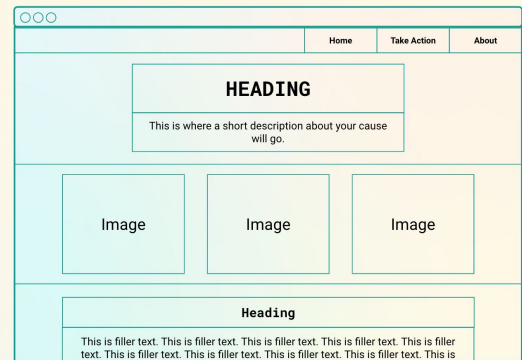 Home Take Action About
HEADING
This is where a short description about your cause
will go.
Image Image Image
Heading
This is filler text. This is filler text. This is filler text. This is filler text. This is filler
text. This is filler text. This is filler text. This is filler text. This is filler text. This is